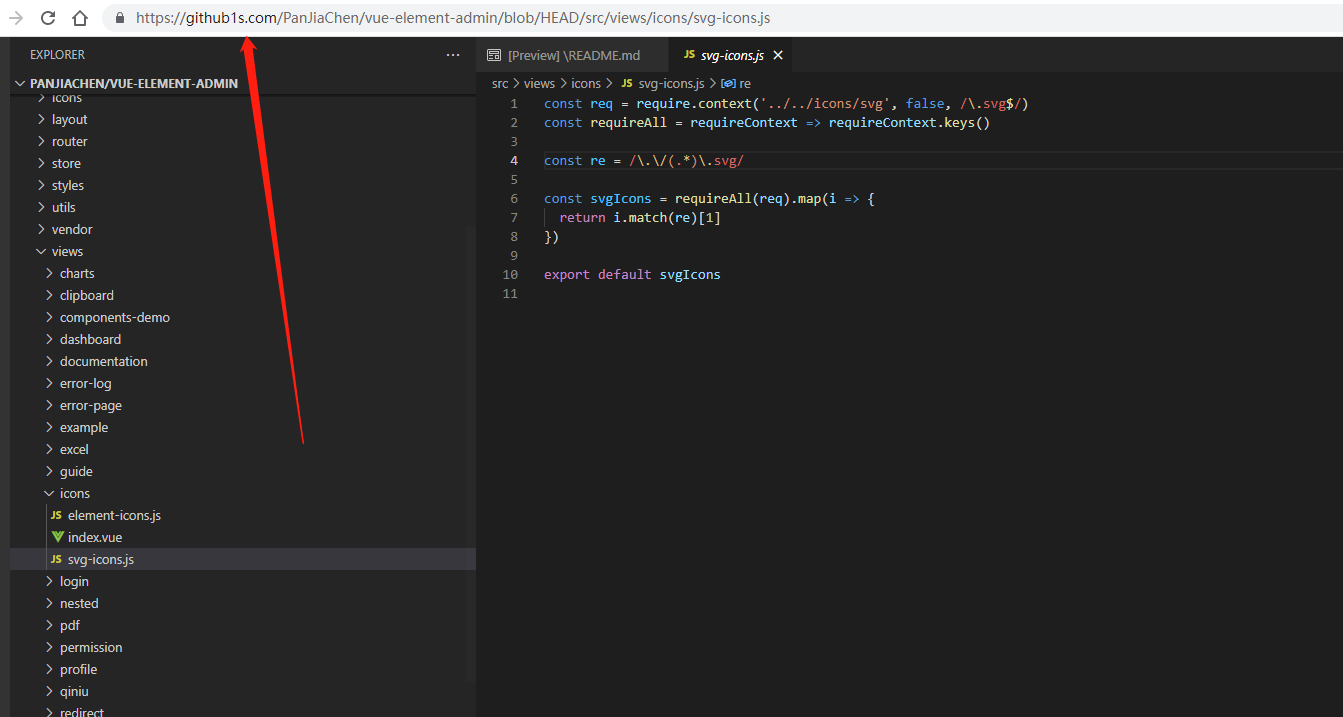 https://github1s.com/PanJiaChen/vue-element-admin/blob/HEAD/src/views/icons/svg-icons.js
EXPLORER
PANJIACHEN/VUE-ELEMENT-ADMIN
icons
layout
router
store
styles
utils
vendor
views
charts
clipboard
components-demo
dashboard
documentation
error-log
error-page
example
excel
guide
icons
JS element-icons.js
index.vue
JS svg-icons.js
login
nested
pdf
permission
profile
qiniu
redirect
[Preview] \README.md
JS svg-icons.js
src > views > icons > JS svg-icons.js > re
1 const req = require.context('../../icons/svg', false, /\.svg$/)
2 const requireAll = requireContext => requireContext.keys()
3
4 const re = /\.\/(.*)\.svg/
5
6 const svgIcons = requireAll(req).map(i => {
7 return i.match(re)[1]
8 })
9
10 export default svgIcons
11